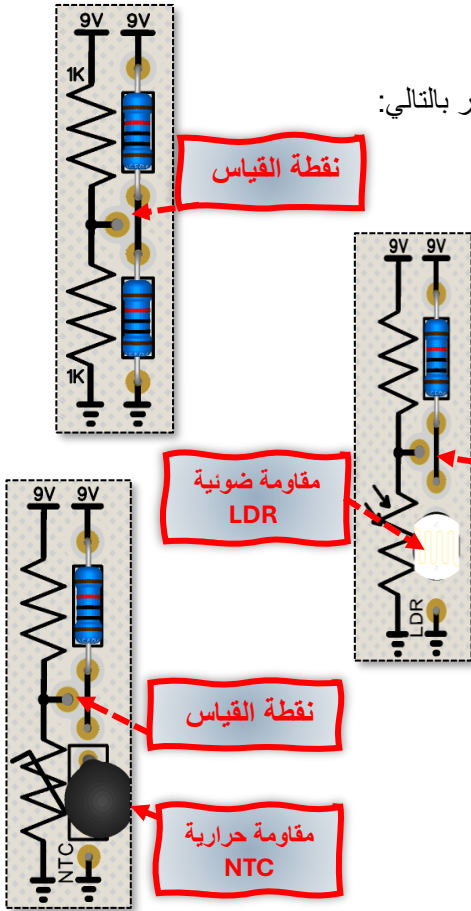 9V 9V
1K
ر بالتالي:
نقطة القياس
1K
9V 9V
مقاومة ضوئية
LDR
LDR
9V 9V
نقطة القياس
مقاومة حرارية
NTC
NTC